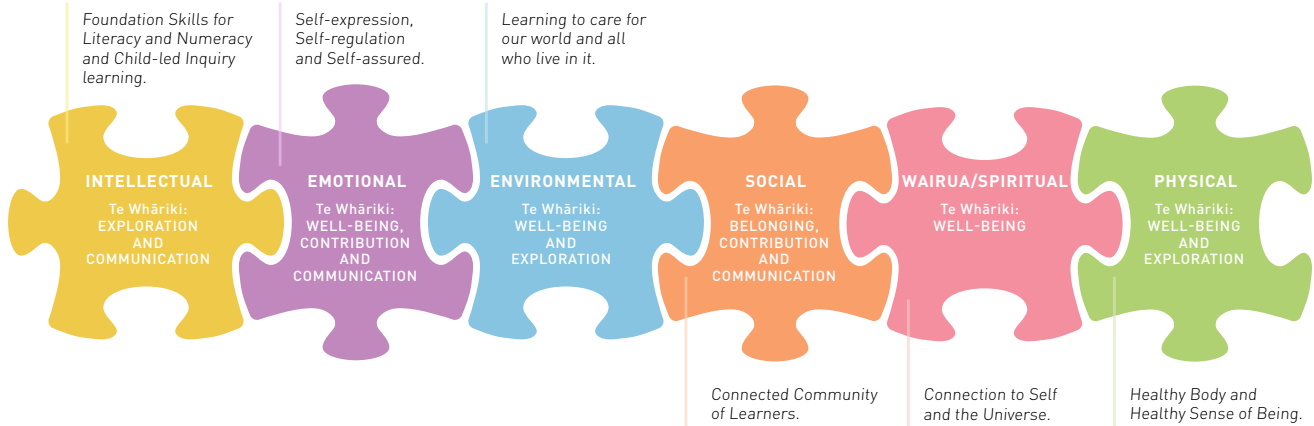 Foundation Skills for
Literacy and Numeracy
and Child-led Inquiry
learning.
Self-expression,
Self-regulation
and Self-assured.
Learning to care for
our world and all
who live in it.
INTELLECTUAL
Te Whāriki:
EXPLORATION
AND
COMMUNICATION
EMOTIONAL
Te Whāriki:
WELL-BEING,
CONTRIBUTION
AND
COMMUNICATION
ENVIRONMENTAL
Te Whāriki:
WELL-BEING
AND
EXPLORATION
SOCIAL
Te Whāriki:
BELONGING,
CONTRIBUTION
AND
COMMUNICATION
WAIRUA/SPIRITUAL
Te Whāriki:
WELL-BEING
PHYSICAL
Te Whāriki:
WELL-BEING
AND
EXPLORATION
Connected Community
of Learners.
Connection to Self
and the Universe.
Healthy Body and
Healthy Sense of Being.